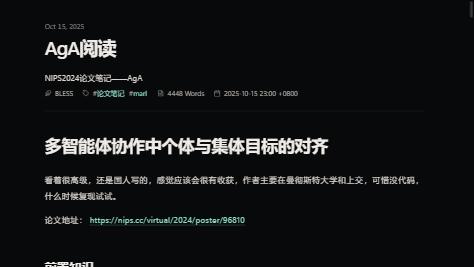 Oct 15, 2025
AgA阅读
NIPS2024论文笔记——AgA
BLESS #论文笔记 #marl 4448 Words 2025-10-15 23:00 +0800
多智能体协作中个体与集体目标的对齐
看着很高级，还是国人写的，感觉应该会很有收获，作者主要在曼彻斯特大学和上交，可惜没代码，
什么时候复现试试。
论文地址： https://nips.cc/virtual/2024/poster/96810
前置知识